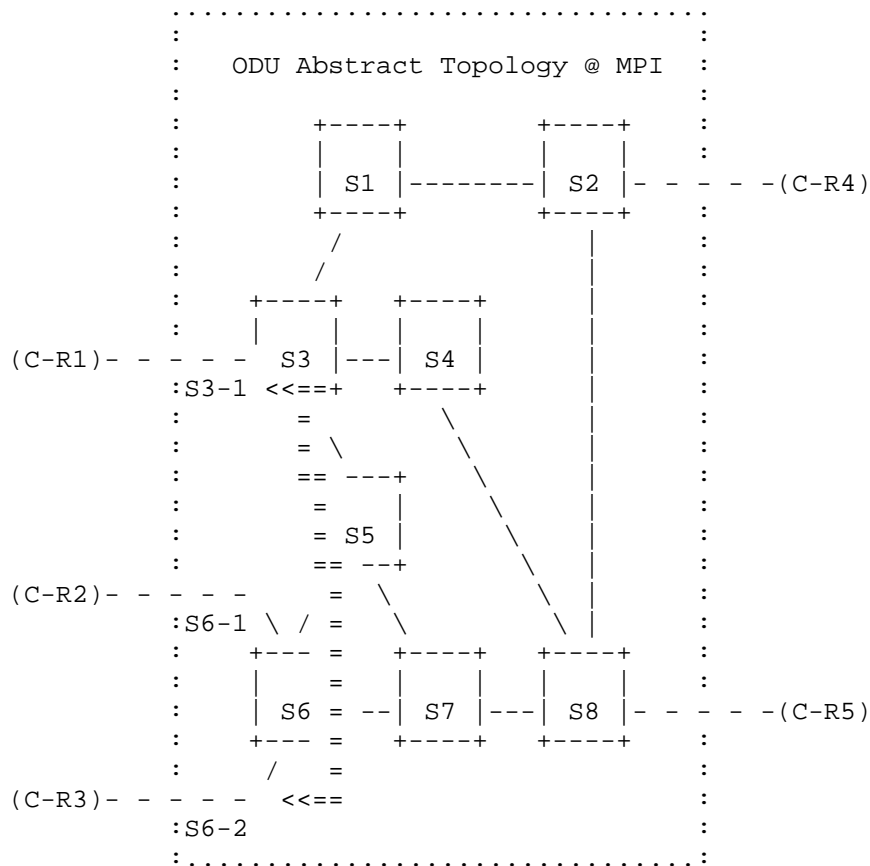 ODU Abstract Topology @ MPI
S1 S2 (C-R4)
(C-R1) S3 S4
S3-1
S5
(C-R2)
S6-1
S6 S7 S8 (C-R5)
(C-R3)
S6-2